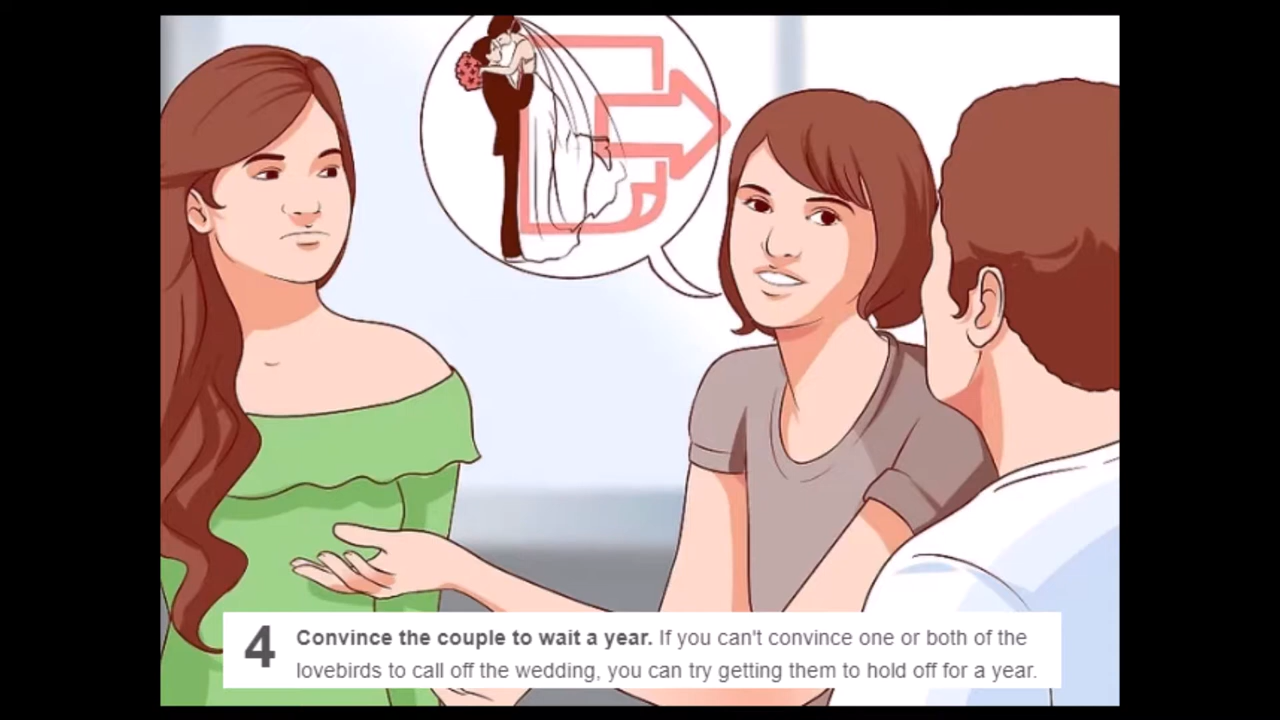 4 Convince the couple to wait a year. If you can't convince one or both of the
lovebirds to call off the wedding, you can try getting them to hold off for a year.